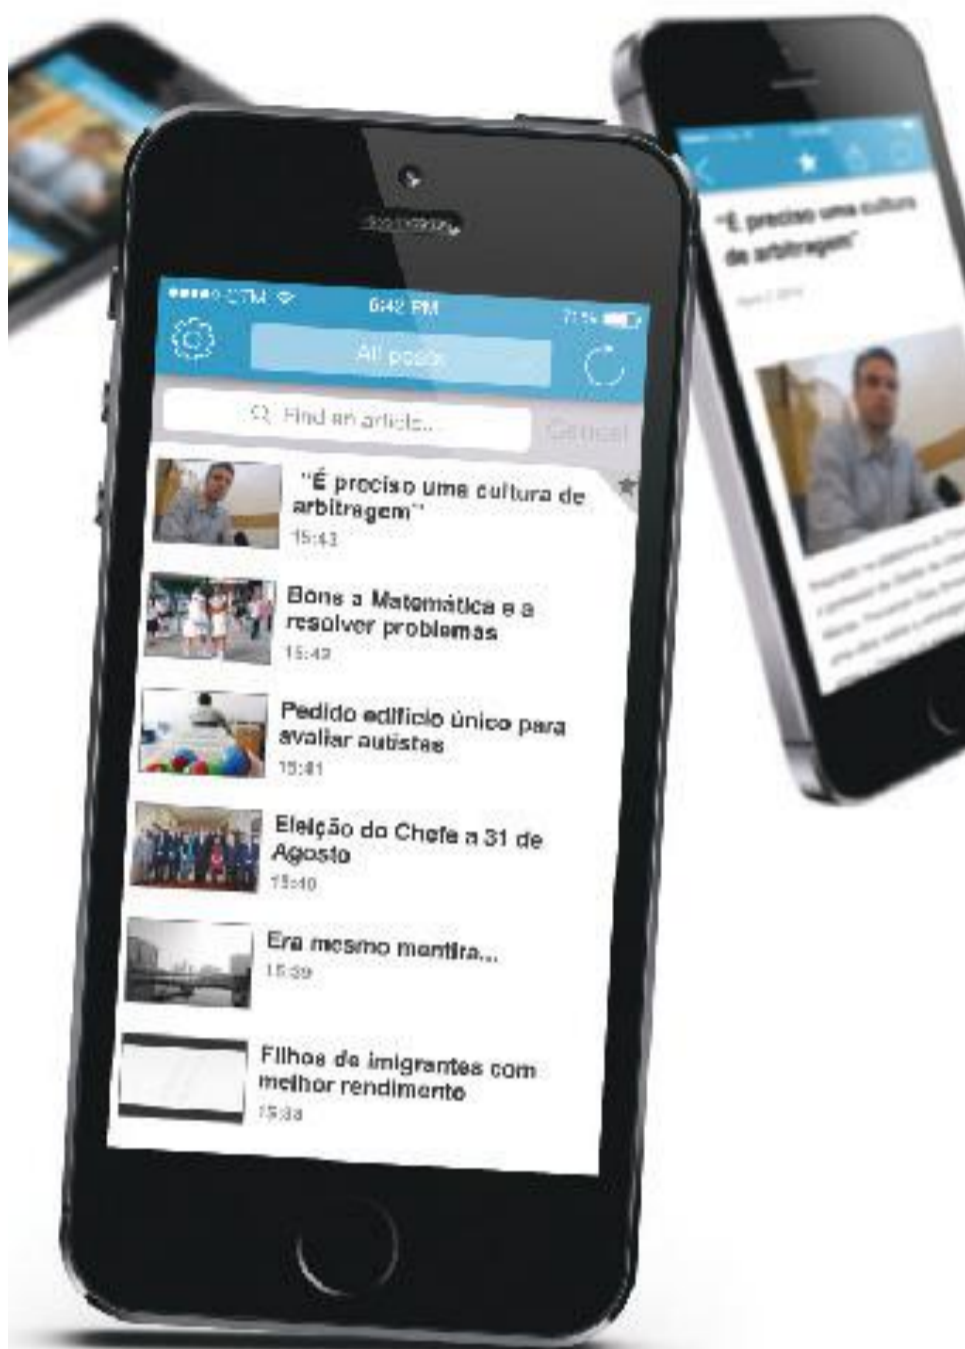 CTM
6:42 PM
All posts
Find an article...
Cancel
"É preciso uma cultura de
arbitragem"
15:43
Bons a Matemática e a
resolver problemas
15:42
Pedido edifício único para
avaliar autistas
15:41
Eleição do Chefe a 31 de
Agosto
15:40
Era mesmo mentira...
15:39
Filhos de imigrantes com
melhor rendimento
15:38
"É preciso uma cultura
de arbitragem"